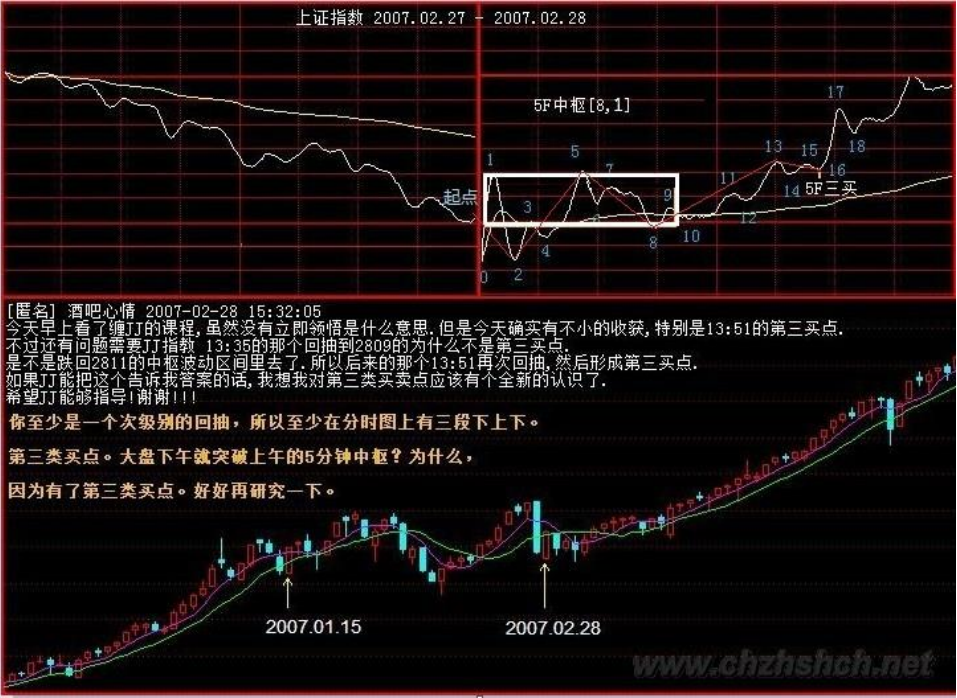 上证指数 2007.02.27 - 2007.02.28
17
5F中枢[8,1]
18
1
5
7
13
15
16
14
5F三买
起点
3
9
11
12
6
4
8
10
0
2
[匿名] 酒吧心情 2007-02-28 15:32:05
今天早上看了缠JJ的课程,虽然没有立即领悟是什么意思.但是今天确实有不小的收获,特别是13:51的第三买点.
不过还有问题需要JJ指教 13:35的那个回抽到2809的为什么不是第三买点.
是不是跌回2811的中枢波动区间里去了.所以后来的那个13:51再次回抽,然后形成第三买点.
如果JJ能把这个告诉我答案的话,我想我对第三类买卖点应该有个全新的认识了.
希望JJ能够指导!谢谢!!!
你至少是一个次级别的回抽，所以至少在分时图上有三段下上下。
第三类买点。大盘下午就突破上午的5分钟中枢？为什么，
因为有了第三类买点。好好再研究一下。
2007.01.15
2007.02.28
www.chzhshch.net